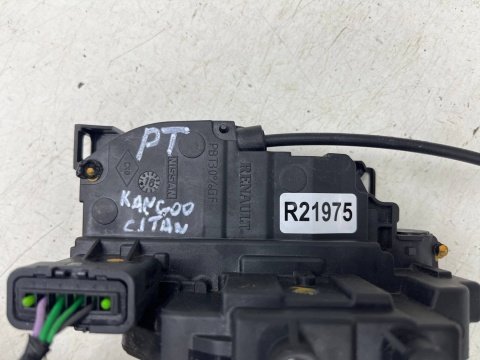 PT
NISSAN
RENAULT
KANGOO
CITAN
R21975